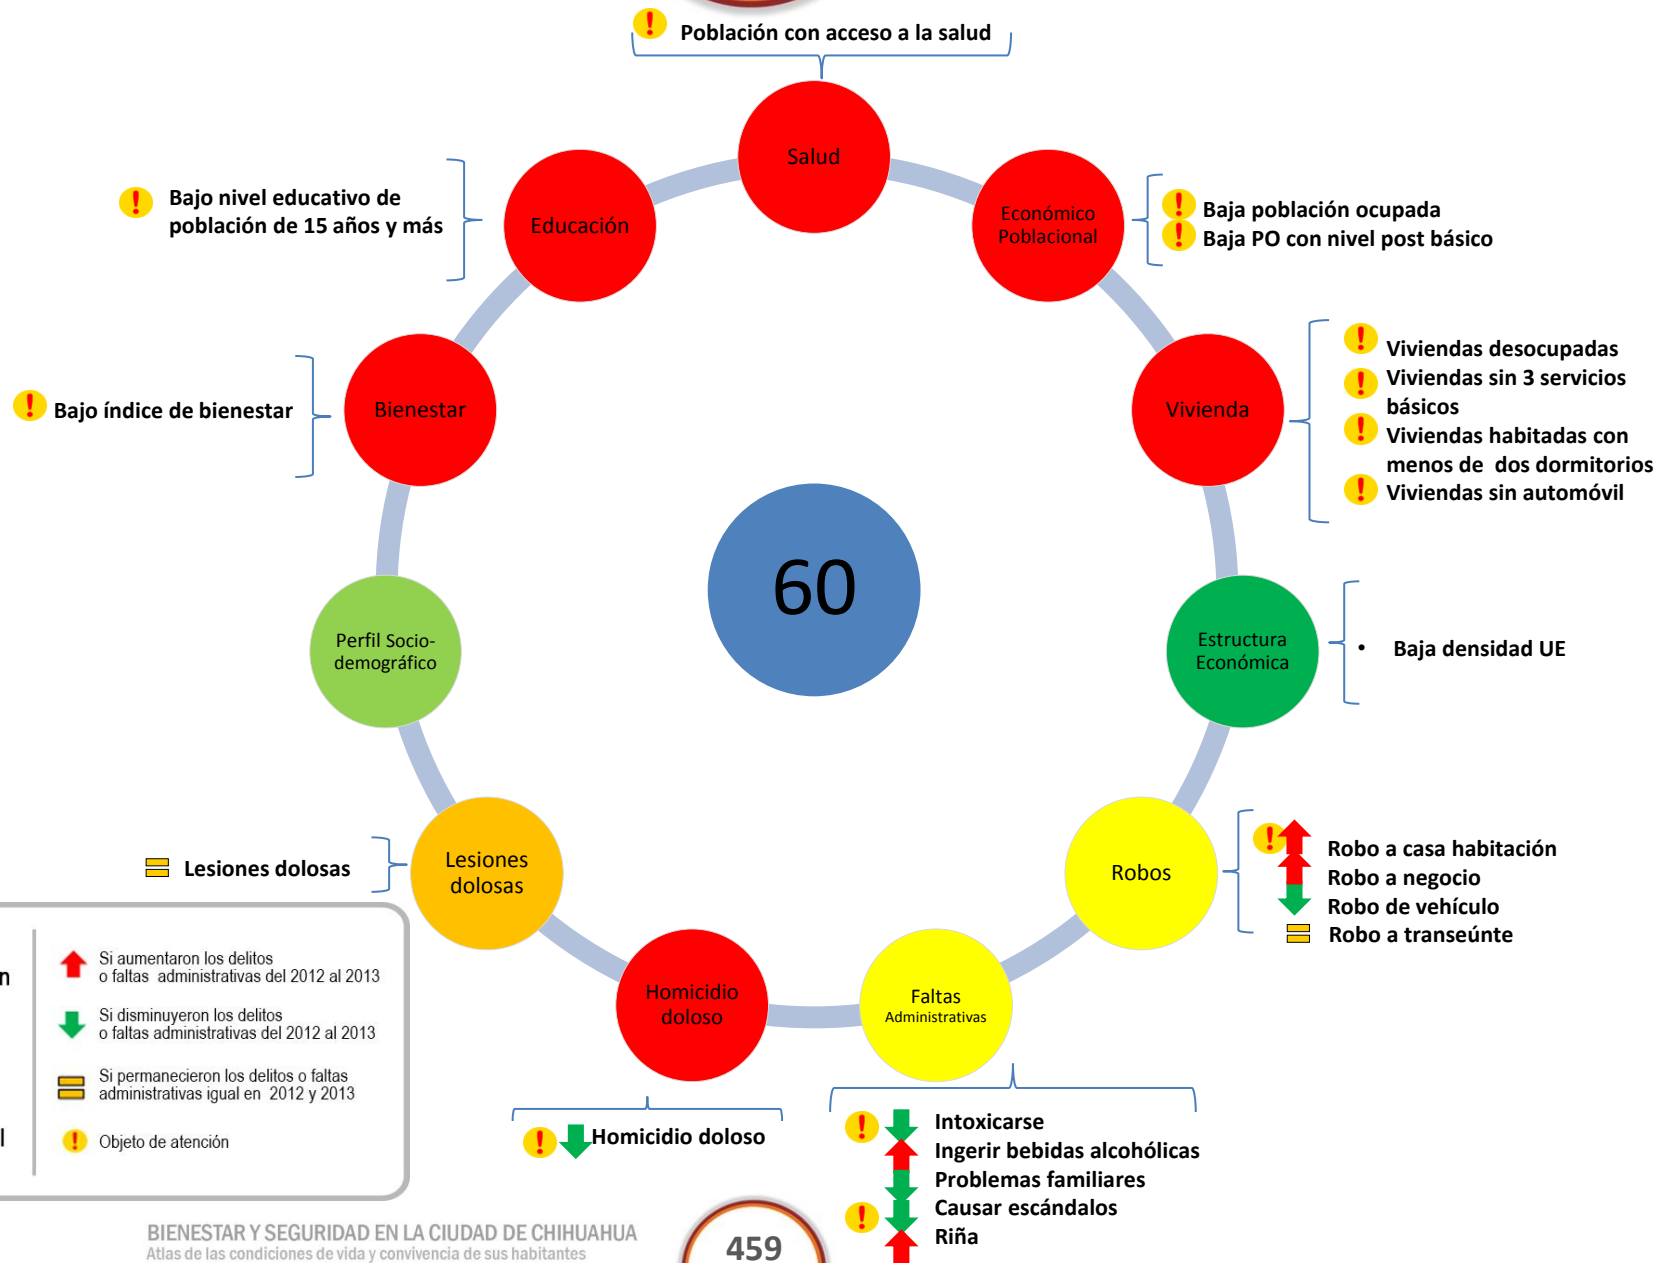 Población con acceso a la salud
Salud
Educación
Bajo nivel educativo de
población de 15 años y más
Económico
Poblacional
Baja población ocupada
Baja PO con nivel post básico
Bienestar
Bajo índice de bienestar
Vivienda
Viviendas desocupadas
Viviendas sin 3 servicios
básicos
Viviendas habitadas con
menos de dos dormitorios
Viviendas sin automóvil
60
Perfil Socio-
demográfico
Estructura
Económica
• Baja densidad UE
Lesiones
dolosas
Lesiones dolosas
Robos
Robo a casa habitación
Robo a negocio
Robo de vehículo
Robo a transeúnte
Homicidio
doloso
Homicidio doloso
Faltas
Administrativas
Intoxicarse
Ingerir bebidas alcohólicas
Problemas familiares
Causar escándalos
Riña
n
l
Si aumentaron los delitos
o faltas administrativas del 2012 al 2013
Si disminuyeron los delitos
o faltas administrativas del 2012 al 2013
Si permanecieron los delitos o faltas
administrativas igual en 2012 y 2013
Objeto de atención
BIENESTAR Y SEGURIDAD EN LA CIUDAD DE CHIHUAHUA
Atlas de las condiciones de vida y convivencia de sus habitantes
459